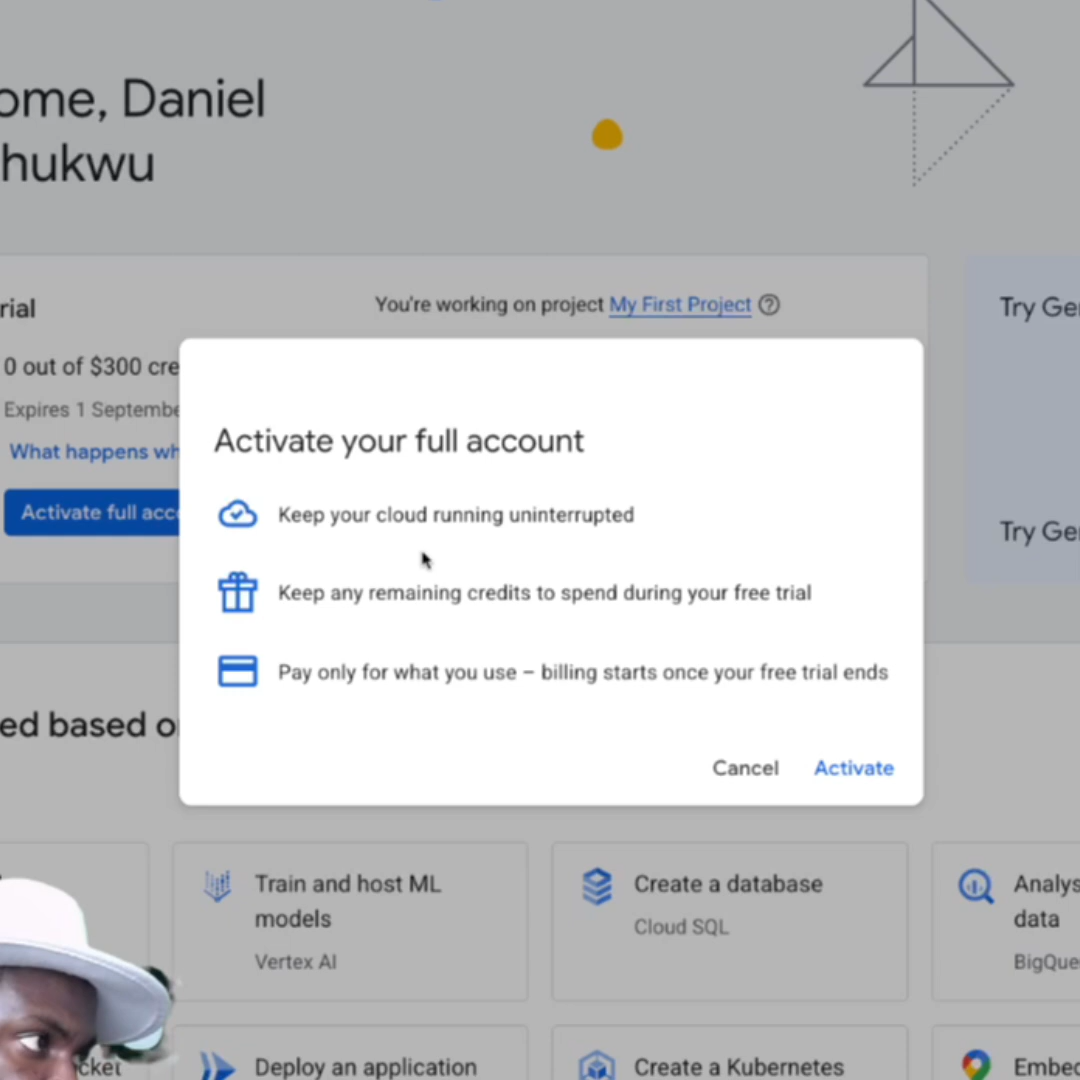 ome, Daniel
hukwu
rial
You're working on project My First Project
Try Ge
0 out of $300 cre
Expires 1 Septembe
What happens wh
Activate full acc
Activate your full account
Keep your cloud running uninterrupted
Try Ge
Keep any remaining credits to spend during your free trial
Pay only for what you use – billing starts once your free trial ends
ed based o
Cancel Activate
Train and host ML
models
Vertex AI
Create a database
Cloud SQL
Analys
data
BigQue
cket
Deploy an application
Create a Kubernetes
Embed